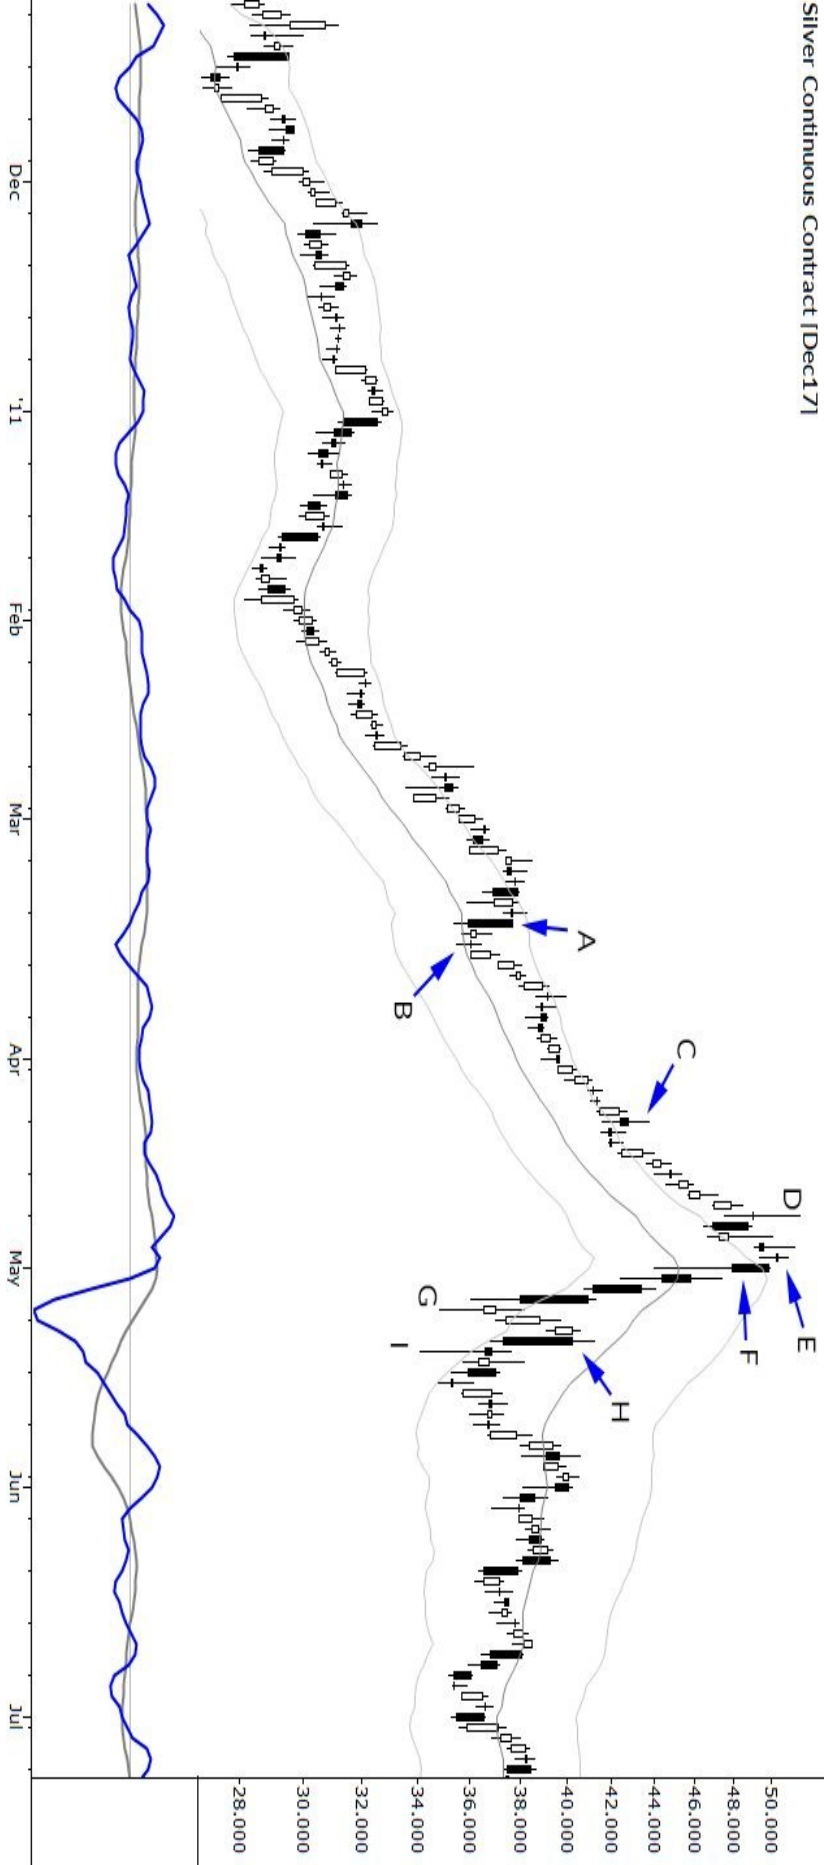 Silver Continuous Contract [Dec17]
D
E
C
F
A
H
B
G
I
50.000
48.000
46.000
44.000
42.000
40.000
38.000
36.000
34.000
32.000
30.000
28.000
Dec '11 Feb Mar Apr May Jun Jul